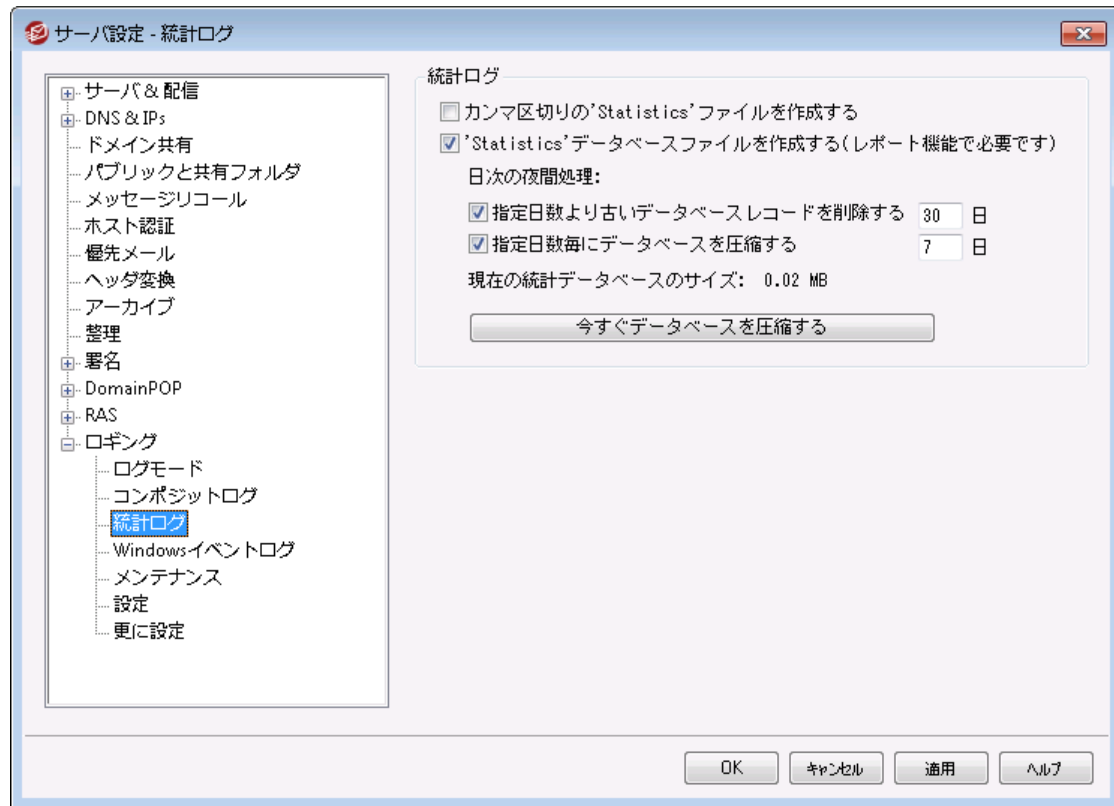 サーバ設定 - 統計ログ
サーバ & 配信
DNS & IPs
ドメイン共有
パブリックと共有フォルダ
メッセージリコール
ホスト認証
優先メール
ヘッダ変換
アーカイブ
整理
署名
DomainPOP
RAS
ロギング
ログモード
コンポジットログ
統計ログ
Windowsイベントログ
メンテナンス
設定
更に設定
統計ログ
カンマ区切りの'Statistics'ファイルを作成する
'Statistics'データベースファイルを作成する(レポート機能で必要です)
日次の夜間処理:
指定日数より古いデータベースレコードを削除する 30 日
指定日数毎にデータベースを圧縮する 7 日
現在の統計データベースのサイズ: 0.02 MB
今すぐデータベースを圧縮する
OK キャンセル 適用 ヘルプ